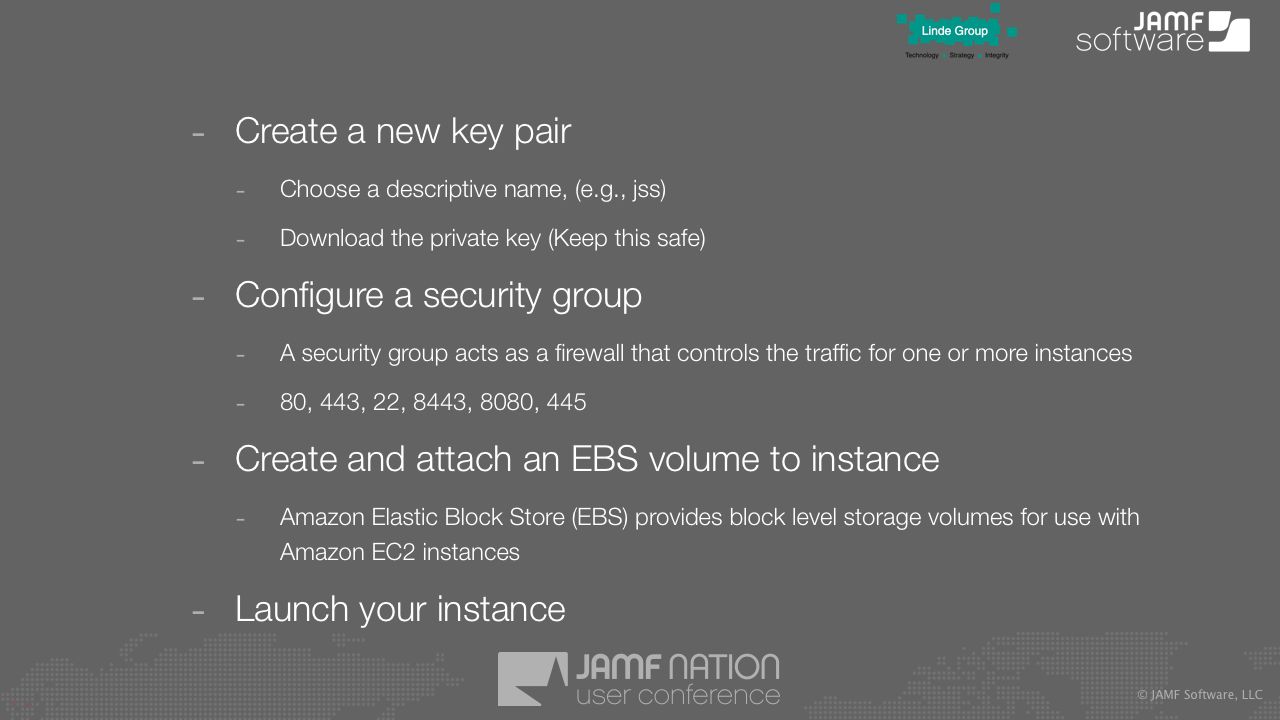 Linde Group
Technology Strategy Integrity
JAMF
software
- Create a new key pair
- Choose a descriptive name, (e.g., jss)
- Download the private key (Keep this safe)
- Configure a security group
- A security group acts as a firewall that controls the traffic for one or more instances
- 80, 443, 22, 8443, 8080, 445
- Create and attach an EBS volume to instance
- Amazon Elastic Block Store (EBS) provides block level storage volumes for use with
Amazon EC2 instances
- Launch your instance
JAMF NATION
user conference
© JAMF Software, LLC